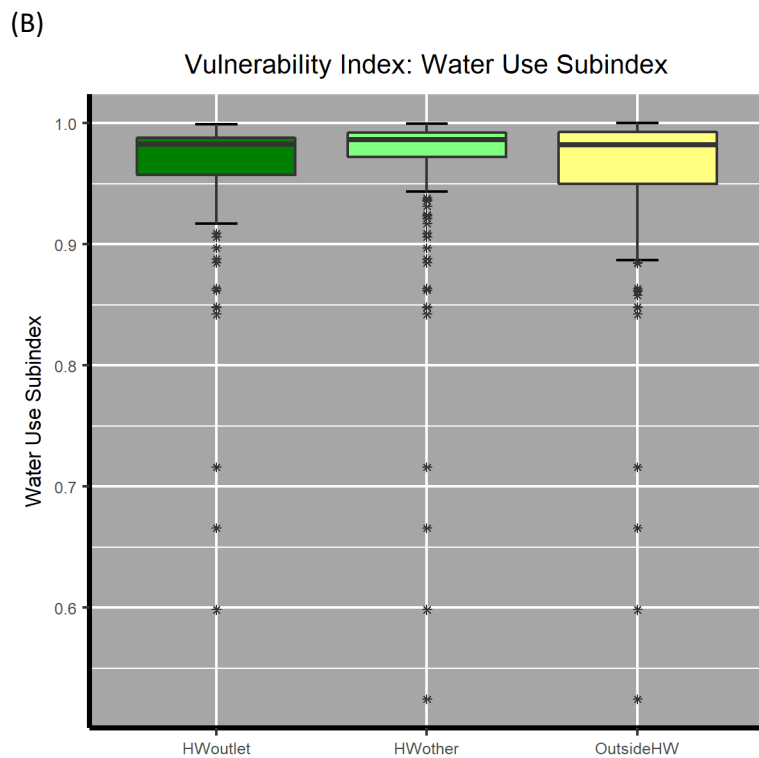 (B)
Vulnerability Index: Water Use Subindex
Water Use Subindex
1.0
0.9
0.8
0.7
0.6
HWoutlet HWother OutsideHW